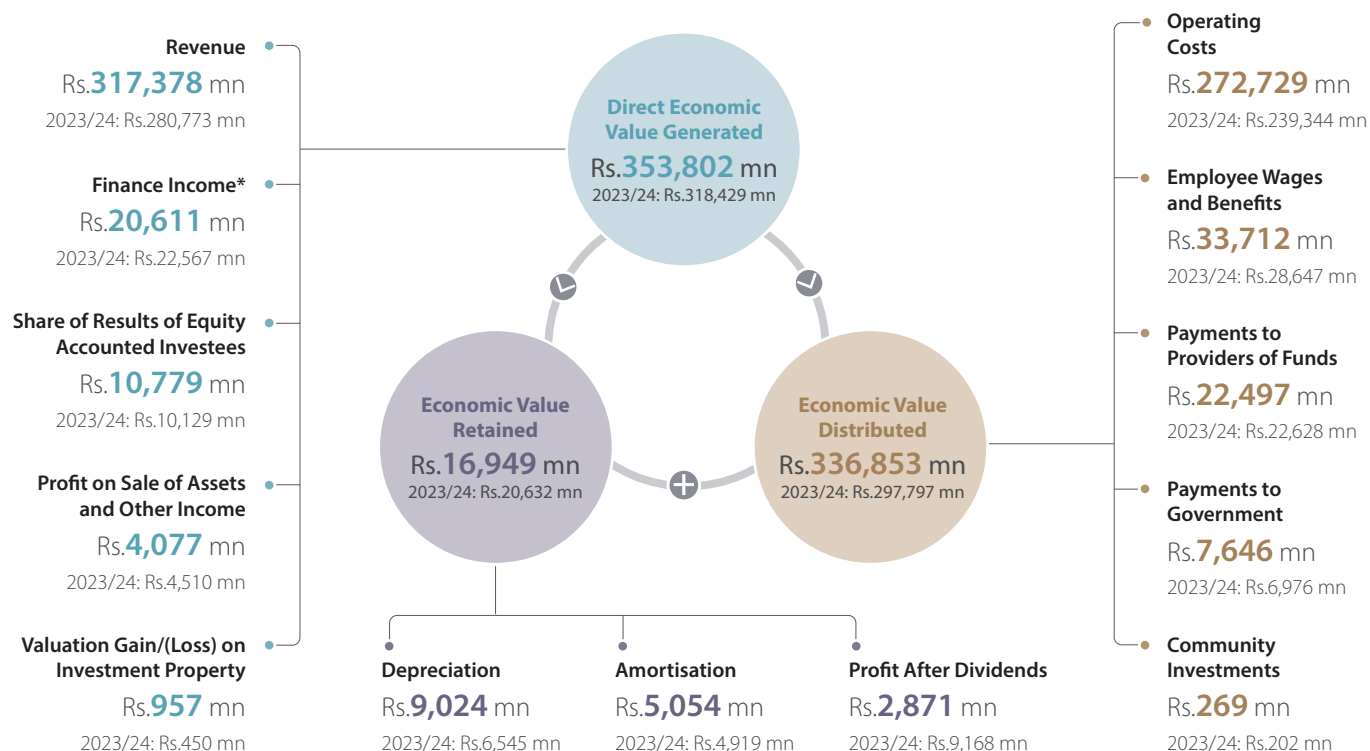 Revenue
Rs.317,378 mn
2023/24: Rs.280,773 mn
Finance Income*
Rs.20,611 mn
2023/24: Rs.22,567 mn
Share of Results of Equity
Accounted Investees
Rs.10,779 mn
2023/24: Rs.10,129 mn
Profit on Sale of Assets
and Other Income
Rs.4,077 mn
2023/24: Rs.4,510 mn
Valuation Gain/(Loss) on
Investment Property
Rs.957 mn
2023/24: Rs.450 mn
Direct Economic
Value Generated
Rs.353,802 mn
2023/24: Rs.318,429 mn
Economic Value
Retained
Rs.16,949 mn
2023/24: Rs.20,632 mn
Economic Value
Distributed
Rs.336,853 mn
2023/24: Rs.297,797 mn
Depreciation
Rs.9,024 mn
2023/24: Rs.6,545 mn
Amortisation
Rs.5,054 mn
2023/24: Rs.4,919 mn
Profit After Dividends
Rs.2,871 mn
2023/24: Rs.9,168 mn
Operating
Costs
Rs.272,729 mn
2023/24: Rs.239,344 mn
Employee Wages
and Benefits
Rs.33,712 mn
2023/24: Rs.28,647 mn
Payments to
Providers of Funds
Rs.22,497 mn
2023/24: Rs.22,628 mn
Payments to
Government
Rs.7,646 mn
2023/24: Rs.6,976 mn
Community
Investments
Rs.269 mn
2023/24: Rs.202 mn